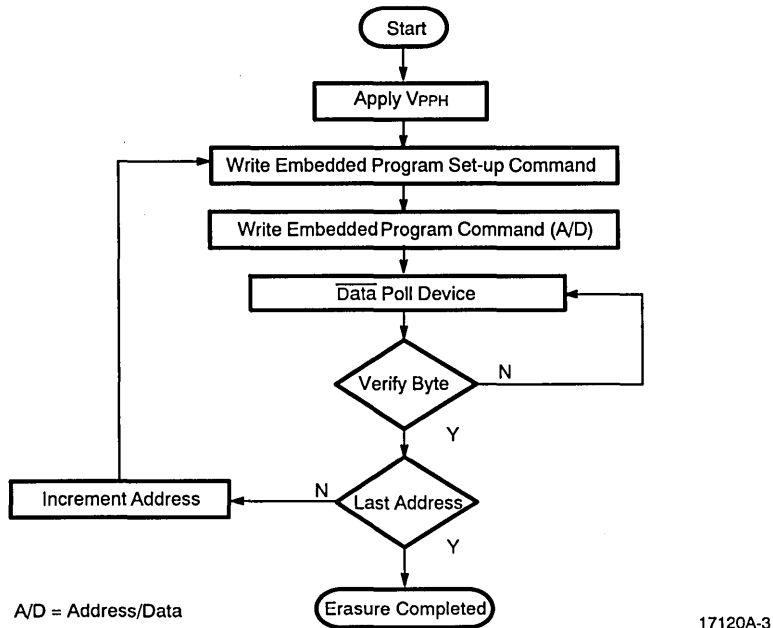 Start
Apply VPPH
Write Embedded Program Set-up Command
Write Embedded Program Command (A/D)
Data Poll Device
Verify Byte
N
Y
Increment Address
N
Last Address
Y
Erasure Completed
A/D = Address/Data
17120A-3